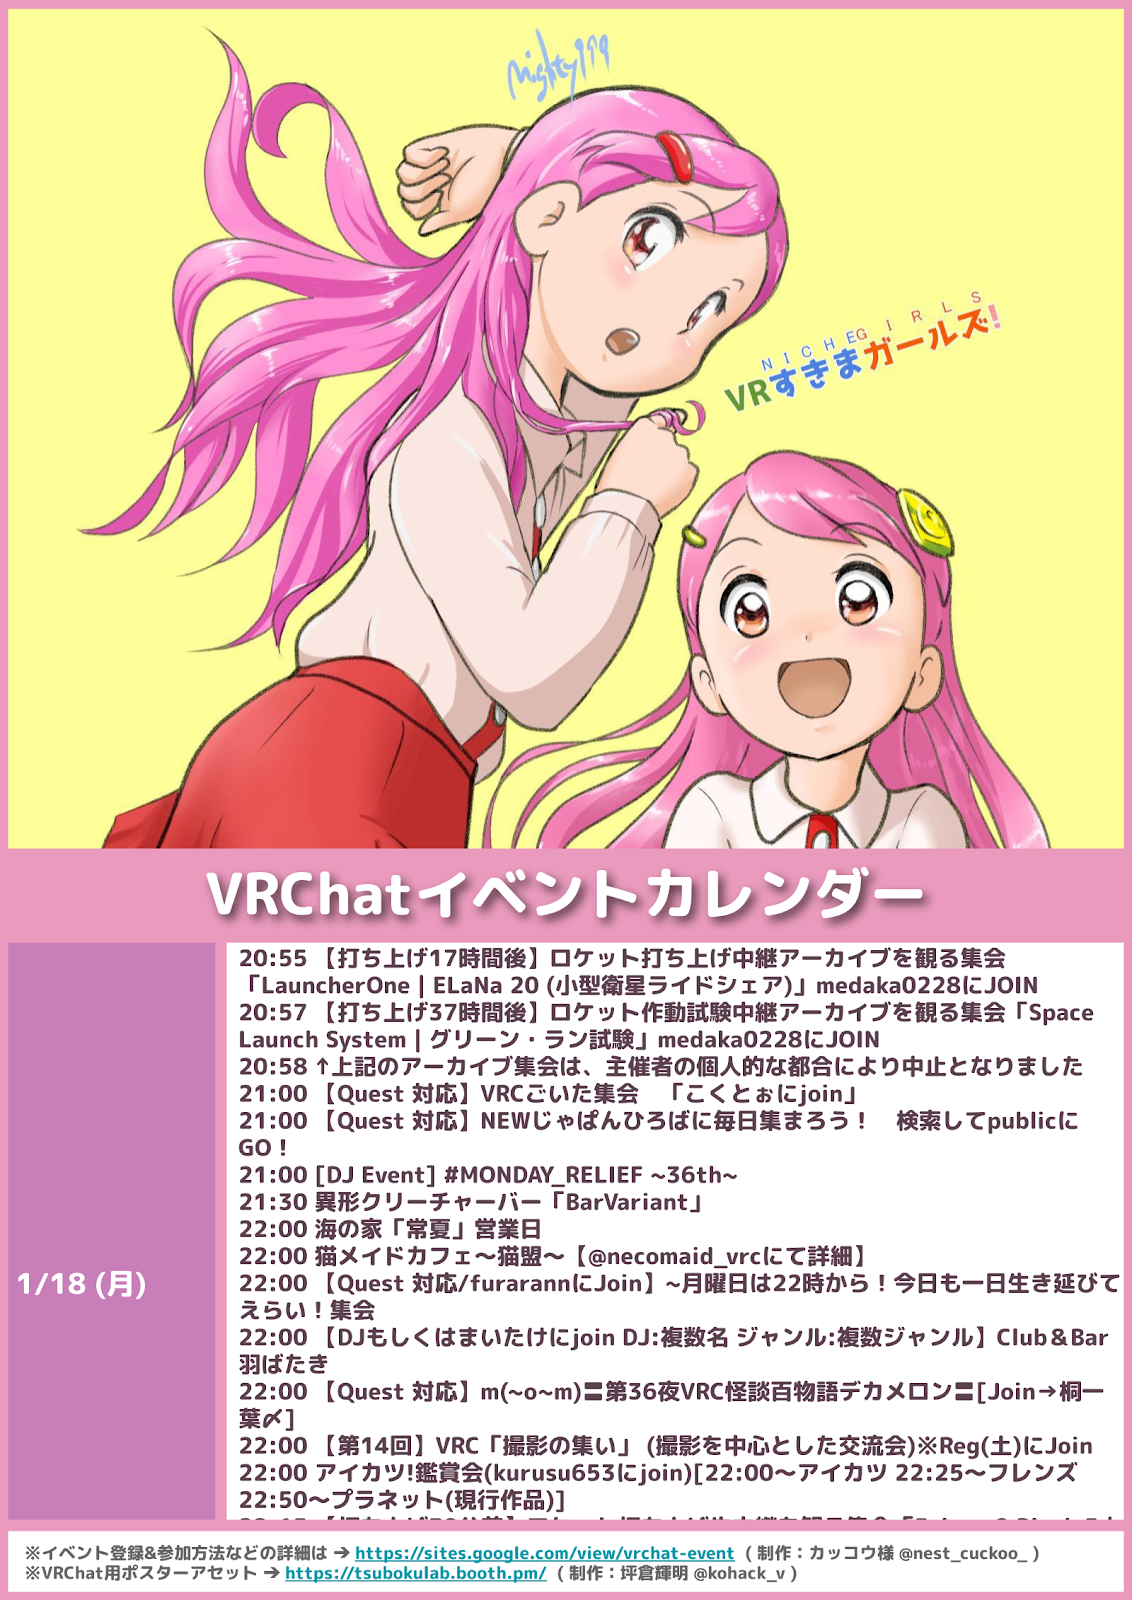 mighty199
NICHE GIRLS
VRすきまガールズ!
VRChatイベントカレンダー
1/18 (月)
20:55 【打ち上げ17時間後】ロケット打ち上げ中継アーカイブを観る集会
「LauncherOne | ELaNa 20 (小型衛星ライドシェア)」medaka0228にJOIN
20:57 【打ち上げ37時間後】ロケット作動試験中継アーカイブを観る集会「Space
Launch System | グリーン・ラン試験」medaka0228にJOIN
20:58 ↑上記のアーカイブ集会は、主催者の個人的な都合により中止となりました
21:00 【Quest 対応】VRCごいた集会　「こくとぉにjoin」
21:00 【Quest 対応】NEWじゃぱんひろばに毎日集まろう！　検索してpublicに
GO！
21:00 [DJ Event] #MONDAY_RELIEF ~36th~
21:30 異形クリーチャーバー「BarVariant」
22:00 海の家「常夏」営業日
22:00 猫メイドカフェ～猫盟～【@necomaid_vrcにて詳細】
22:00 【Quest 対応/furarannにJoin】~月曜日は22時から！今日も一日生き延びて
えらい！集会
22:00 【DJもしくはまいたけにjoin DJ:複数名 ジャンル:複数ジャンル】Club＆Bar
羽ばたき
22:00 【Quest 対応】m(~o~m)〓第36夜VRC怪談百物語デカメロン〓[Join→桐一
葉〆]
22:00 【第14回】VRC「撮影の集い」 (撮影を中心とした交流会)※Reg(土)にJoin
22:00 アイカツ!鑑賞会(kurusu653にjoin)[22:00～アイカツ 22:25～フレンズ
22:50～プラネット(現行作品)]
※イベント登録&参加方法などの詳細は → https://sites.google.com/view/vrchat-event ( 制作：カッコウ様 @nest_cuckoo_ )
※VRChat用ポスターアセット → https://tsubokulab.booth.pm/ ( 制作：坪倉輝明 @kohack_v )